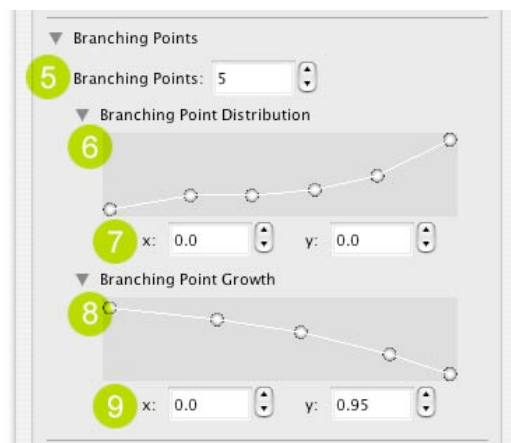 Branching Points
5 Branching Points: 5
Branching Point Distribution
6
7 x: 0.0 y: 0.0
Branching Point Growth
8
9 x: 0.0 y: 0.95